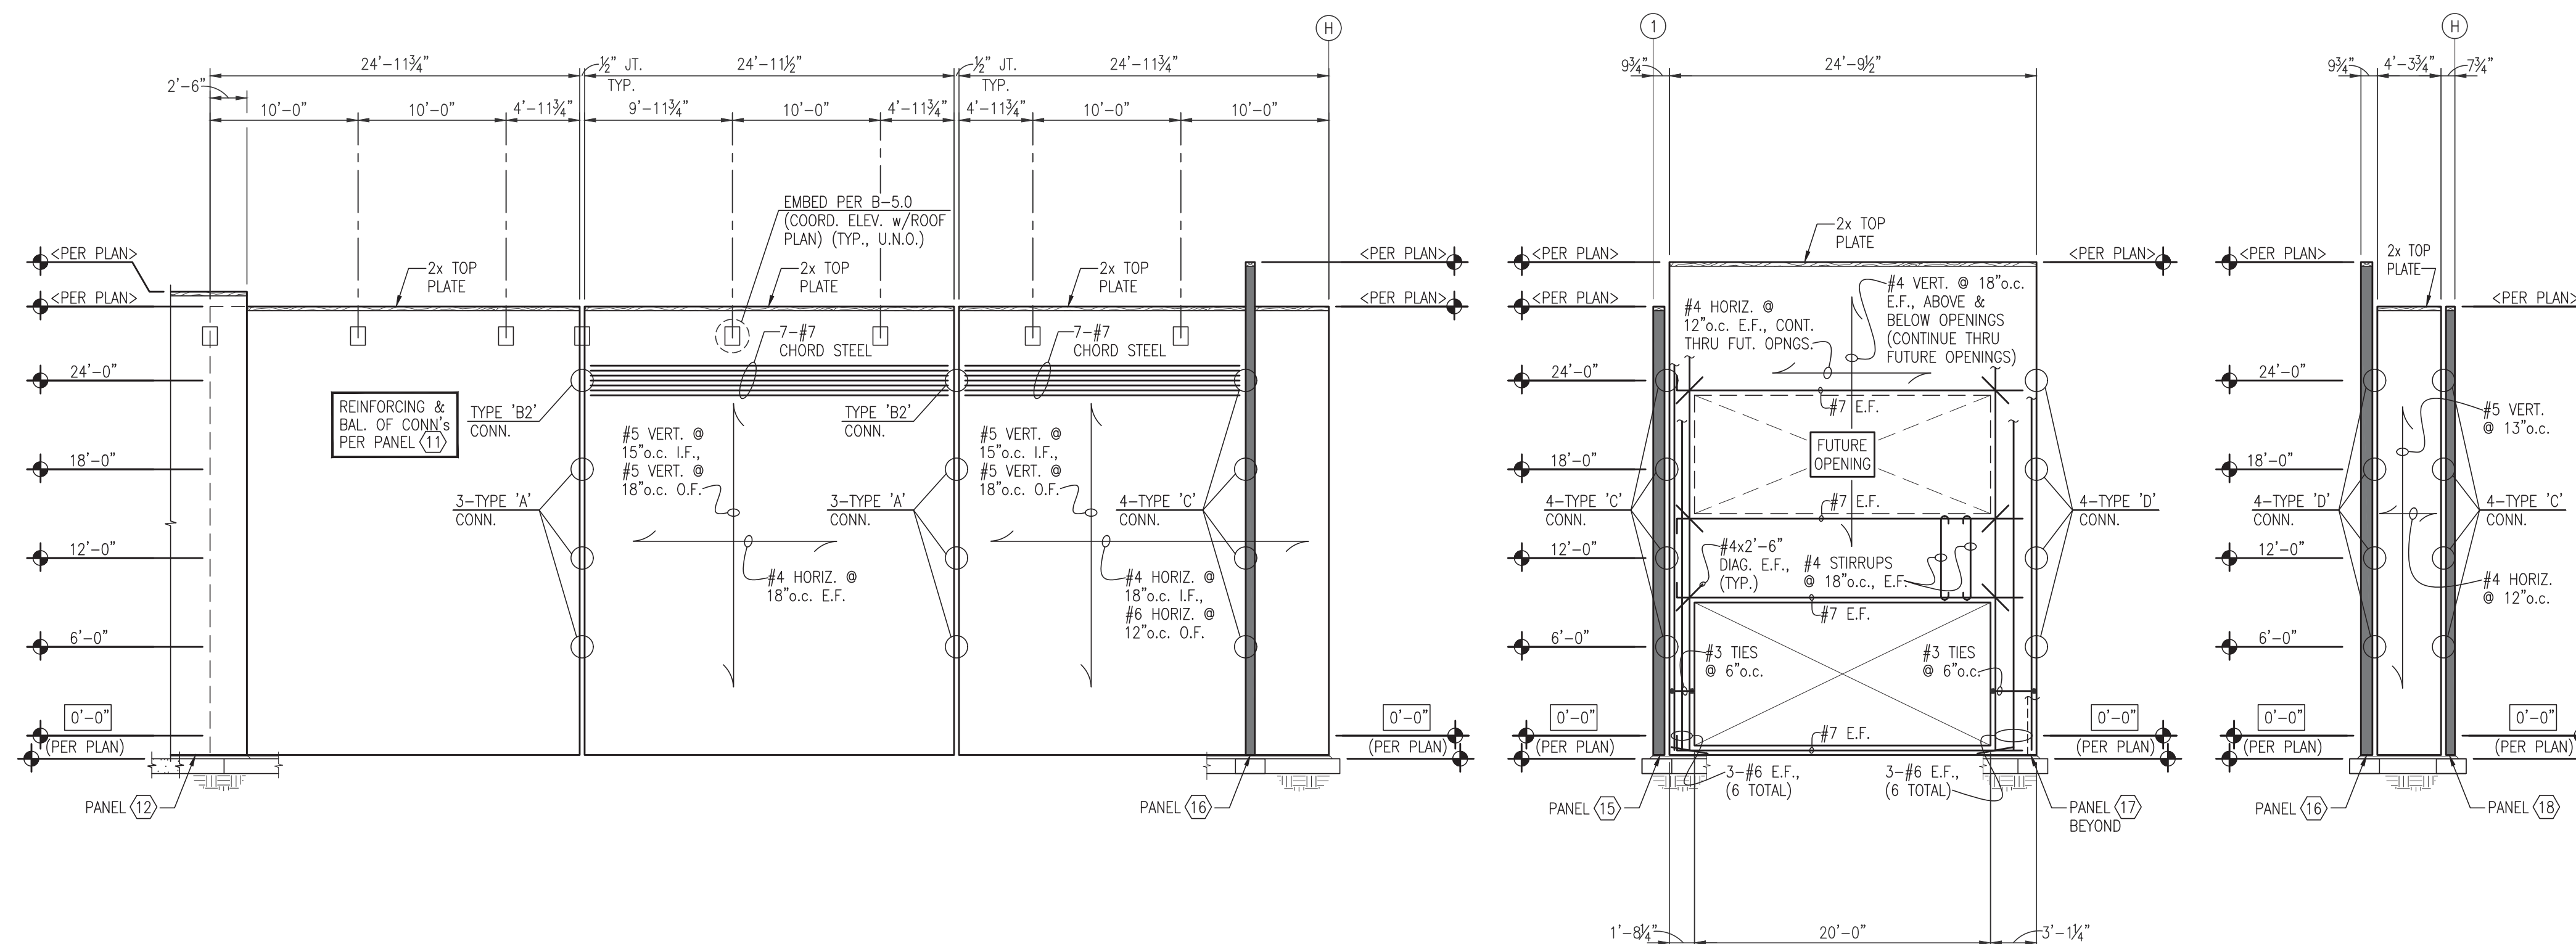 H
24'-11¾"
½" JT.
TYP.
24'-11½"
½" JT.
TYP.
24'-11¾"
2'-6"
10'-0"
10'-0"
4'-11¾"
9'-11¾"
10'-0"
4'-11¾"
4'-11¾"
10'-0"
10'-0"
EMBED PER B-5.0
(COORD. ELEV. w/ROOF
PLAN) (TYP., U.N.O.)
<PER PLAN>
<PER PLAN>
2x TOP
PLATE
2x TOP
PLATE
2x TOP
PLATE
<PER PLAN>
<PER PLAN>
7-#7
CHORD STEEL
7-#7
CHORD STEEL
24'-0"
18'-0"
12'-0"
6'-0"
0'-0"
(PER PLAN)
REINFORCING &
BAL. OF CONN's
PER PANEL 11
TYPE 'B2'
CONN.
3-TYPE 'A'
CONN.
#5 VERT. @
15"o.c. I.F.,
#5 VERT. @
18"o.c. O.F.
#4 HORIZ. @
18"o.c. E.F.
TYPE 'B2'
CONN.
3-TYPE 'A'
CONN.
#5 VERT. @
15"o.c. I.F.,
#5 VERT. @
18"o.c. O.F.
4-TYPE 'C'
CONN.
#4 HORIZ. @
18"o.c. I.F.,
#6 HORIZ. @
12"o.c. O.F.
0'-0"
(PER PLAN)
PANEL 12
PANEL 16
1
9¾"
24'-9½"
2x TOP
PLATE
<PER PLAN>
<PER PLAN>
<PER PLAN>
#4 HORIZ. @
12"o.c. E.F., CONT.
THRU FUT. OPNGS.
#4 VERT. @ 18"o.c.
E.F., ABOVE &
BELOW OPENINGS
(CONTINUE THRU
FUTURE OPENINGS)
24'-0"
18'-0"
12'-0"
6'-0"
0'-0"
(PER PLAN)
#7 E.F.
FUTURE
OPENING
#7 E.F.
4-TYPE 'C'
CONN.
4-TYPE 'D'
CONN.
#4x2'-6"
DIAG. E.F.,
(TYP.)
#4 STIRRUPS
@ 18"o.c., E.F.
#7 E.F.
#3 TIES
@ 6"o.c.
#3 TIES
@ 6"o.c.
#7 E.F.
0'-0"
(PER PLAN)
3-#6 E.F.,
(6 TOTAL)
3-#6 E.F.,
(6 TOTAL)
PANEL 15
PANEL 17
BEYOND
1'-8¼"
20'-0"
3'-1¼"
H
9¾"
4'-3¾"
7¾"
<PER PLAN>
2x TOP
PLATE
<PER PLAN>
24'-0"
18'-0"
12'-0"
6'-0"
0'-0"
(PER PLAN)
#5 VERT.
@ 13"o.c.
4-TYPE 'D'
CONN.
4-TYPE 'C'
CONN.
#4 HORIZ.
@ 12"o.c.
0'-0"
(PER PLAN)
PANEL 16
PANEL 18